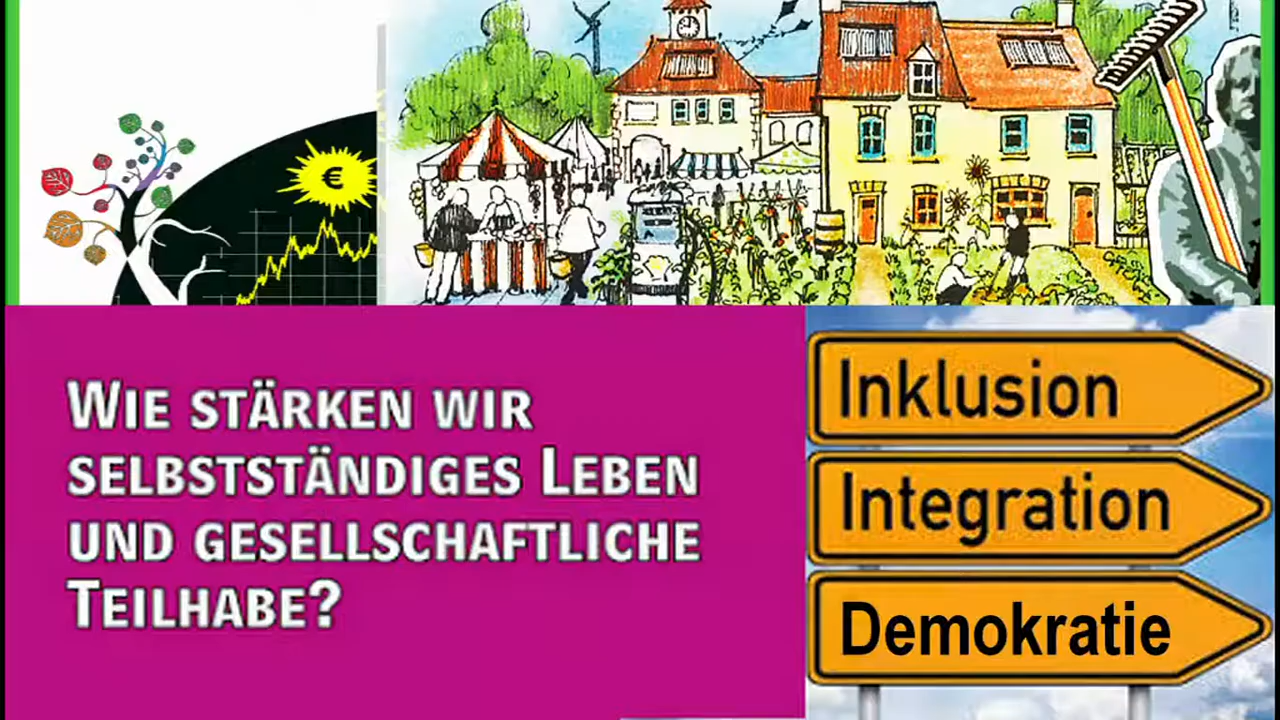 €
WIE STÄRKEN WIR
SELBSTSTÄNDIGES LEBEN
UND GESELLSCHAFTLICHE
TEILHABE?
Inklusion
Integration
Demokratie